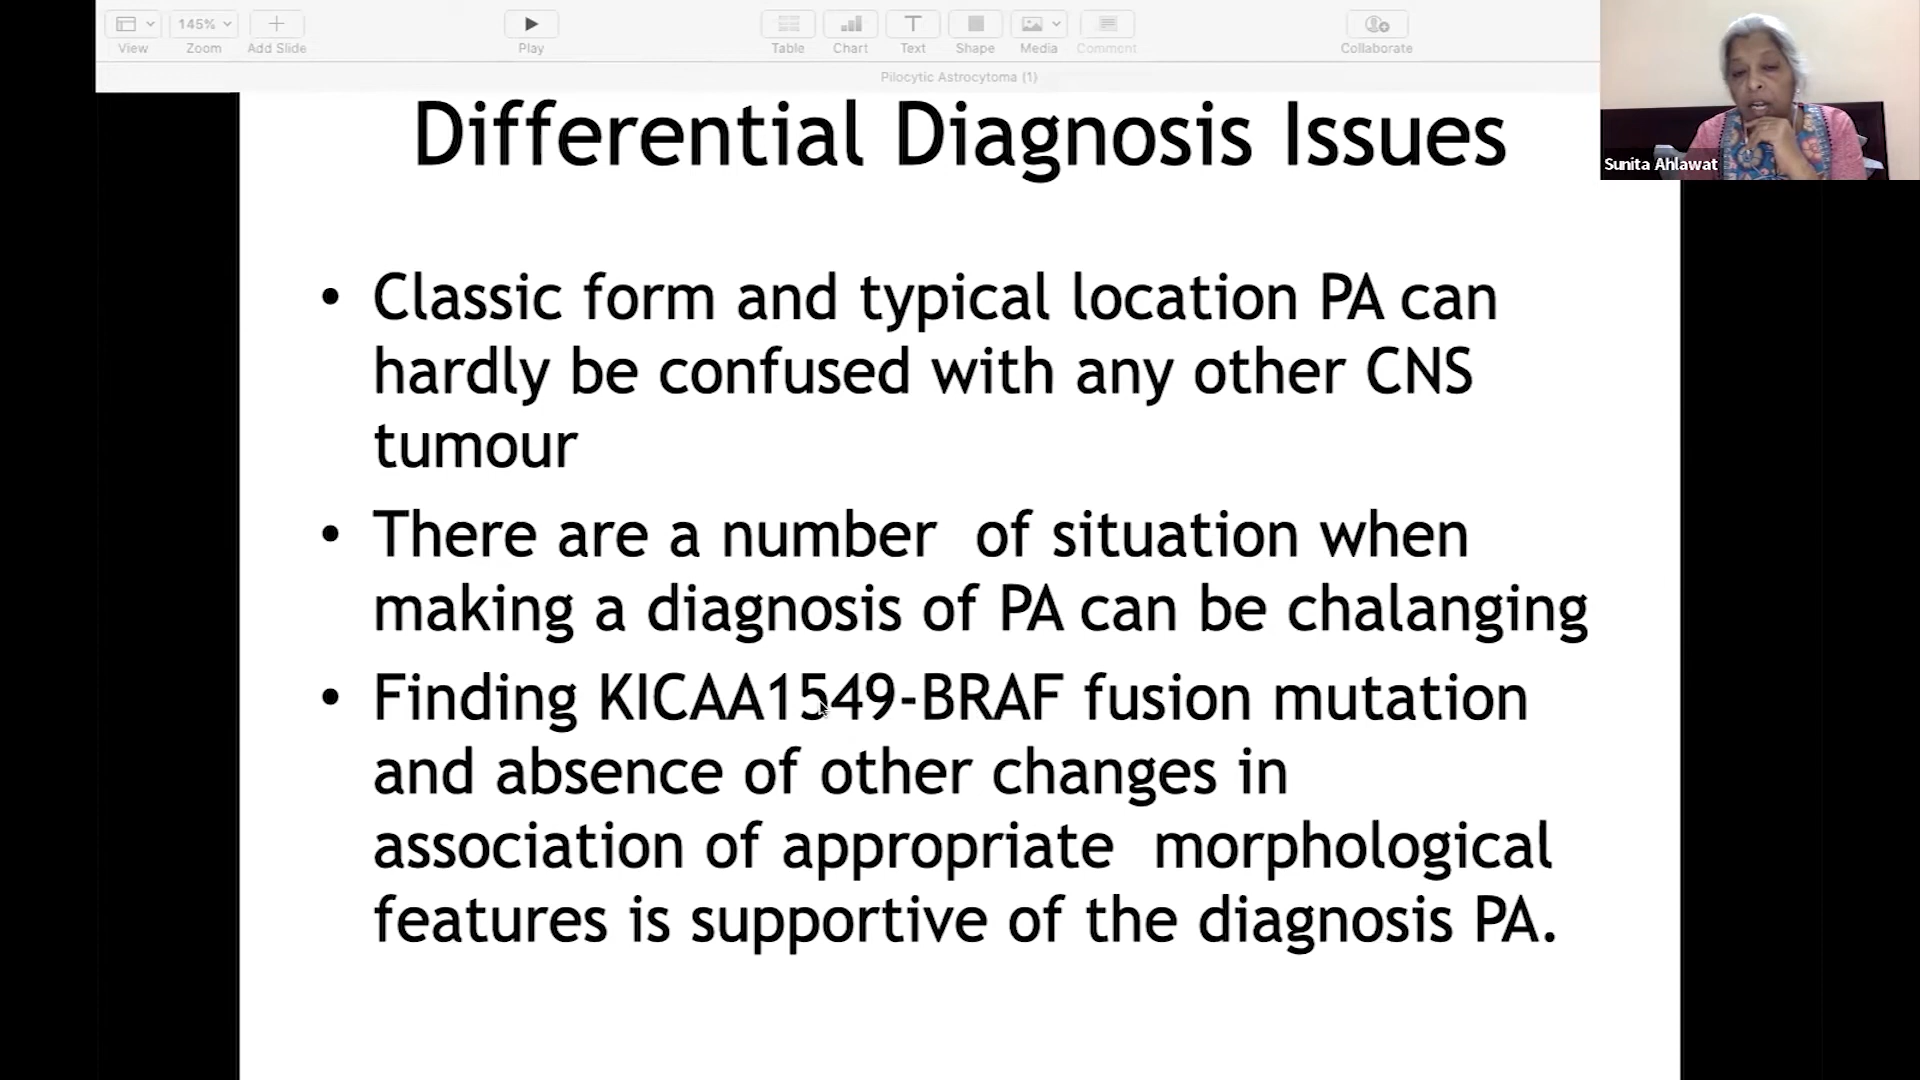 145%
View
Zoom
Add Slide
Play
Table
Chart
Text
Shape
Media
Comment
Collaborate
Pilocytic Astrocytoma (1)
Sunita Ahlawat
Differential Diagnosis Issues
• Classic form and typical location PA can
hardly be confused with any other CNS
tumour
• There are a number  of situation when
making a diagnosis of PA can be chalanging
• Finding KICAA1549-BRAF fusion mutation
and absence of other changes in
association of appropriate  morphological
features is supportive of the diagnosis PA.